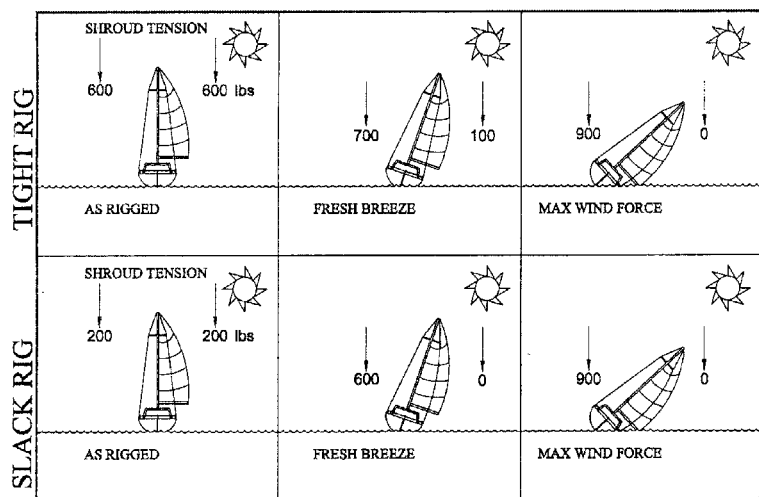 TIGHT RIG
SHROUD TENSION
600 600 lbs
AS RIGGED
700 100
FRESH BREEZE
900 0
MAX WIND FORCE
SLACK RIG
SHROUD TENSION
200 200 lbs
AS RIGGED
600 0
FRESH BREEZE
900 0
MAX WIND FORCE